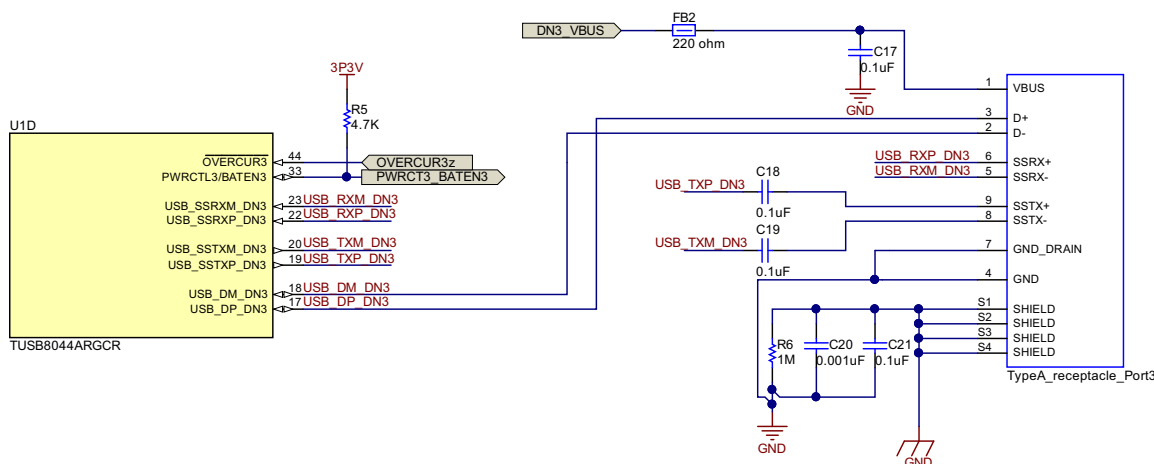 DN3_VBUS
FB2
220 ohm
C17
0.1uF
GND
3P3V
R5
4.7K
U1D
OVERCUR3
44
OVERCUR3z
PWRCTL3/BATEN3
33
PWRCT3_BATEN3
USB_SSRXM_DN3
23
USB_RXM_DN3
USB_SSRXP_DN3
22
USB_RXP_DN3
USB_SSTXM_DN3
20
USB_TXM_DN3
USB_SSTXP_DN3
19
USB_TXP_DN3
USB_DM_DN3
18
USB_DM_DN3
USB_DP_DN3
17
USB_DP_DN3
TUSB8044ARGCR
1
VBUS
3
D+
2
D-
USB_RXP_DN3
6
SSRX+
USB_RXM_DN3
5
SSRX-
USB_TXP_DN3
C18
0.1uF
9
SSTX+
USB_TXM_DN3
C19
0.1uF
8
SSTX-
7
GND_DRAIN
4
GND
S1
SHIELD
S2
SHIELD
S3
SHIELD
S4
SHIELD
R6
1M
C20
0.001uF
C21
0.1uF
TypeA_receptacle_Port3
GND
GND